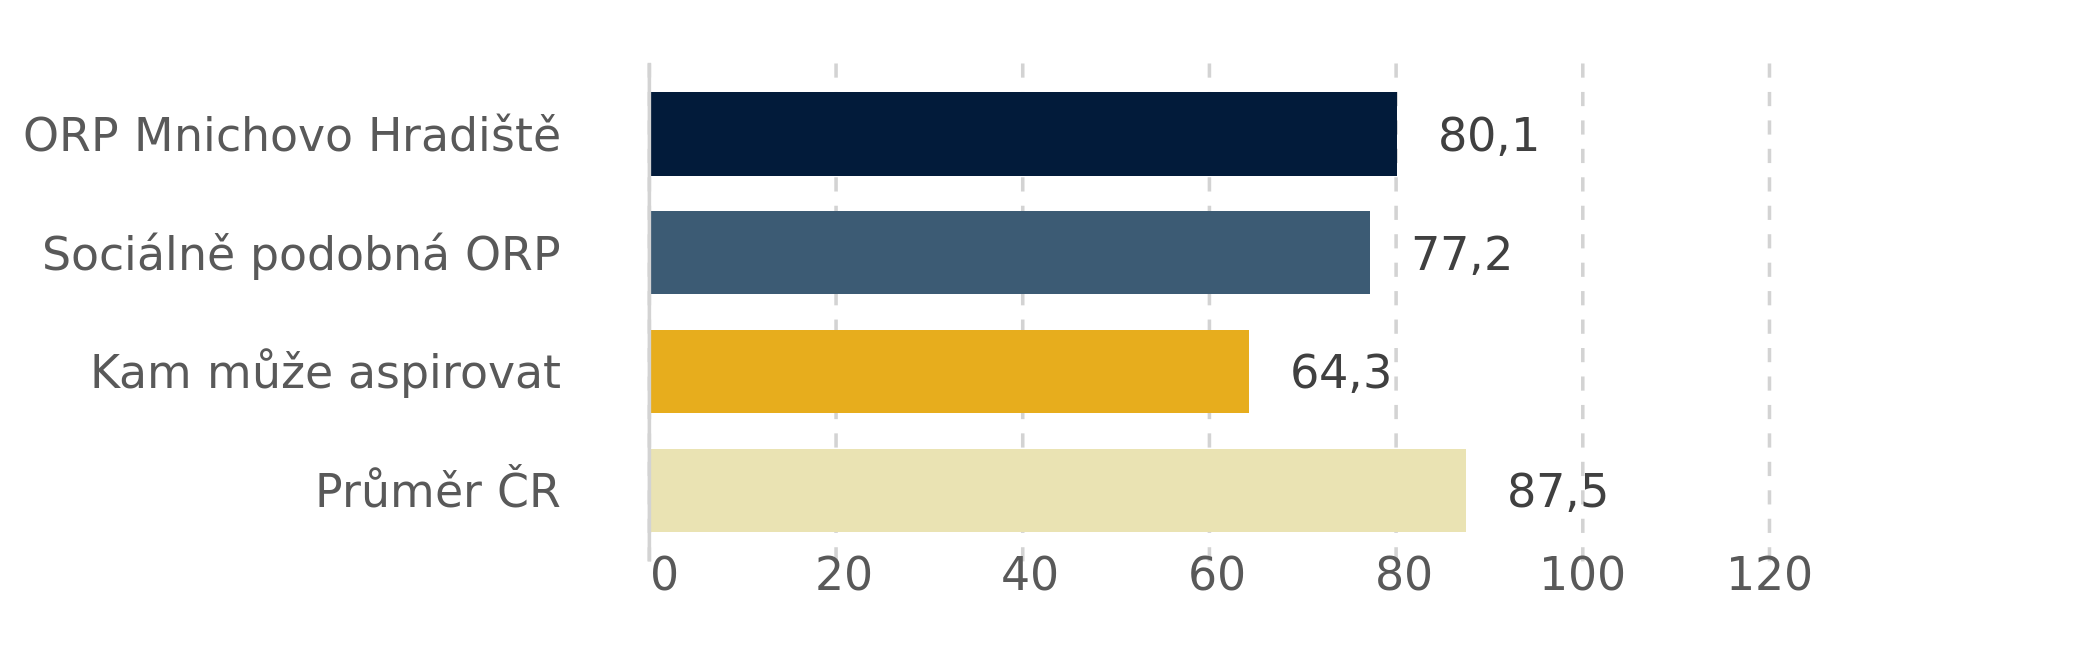 ORP Mnichovo Hradiště 80,1
Sociálně podobná ORP 77,2
Kam může aspirovat 64,3
Průměr ČR 87,5
0 20 40 60 80 100 120